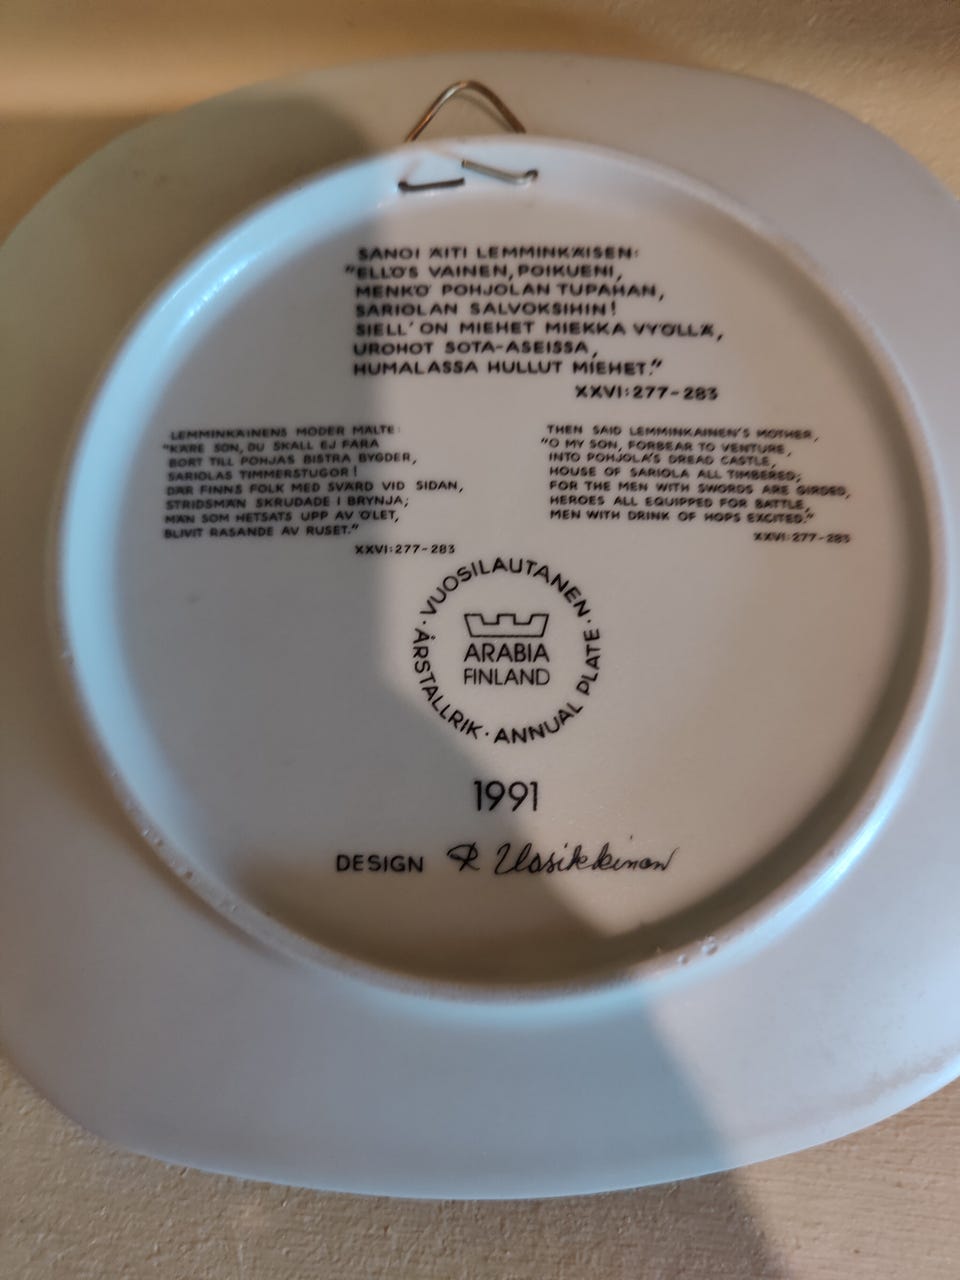 SANOI ÄITI LEMMINKÄISEN:
"ELLÖS VAINEN, POIKUENI,
MENKÖ POHJOLAN TUPAHAN,
SARIOLAN SALVOKSIHIN!
SIELL' ON MIEHET MIEKKA VYÖLLÄ,
UROHOT SOTA-ASEISSA,
HUMALASSA HULLUT MIEHET."
XXVI:277-283
LEMMINKÄINENS MODER MÄLTE:
"KÄRE SON, DU SKALL EJ FARA
BORT TILL POHJAS BISTRA BYGDER,
SARIOLAS TIMMERSTUGOR!
DÄR FINNS FOLK MED SVÄRD VID SIDAN,
STRIDSMÄN SKRUDADE I BRYNJA;
MÄN SOM HETSATS UPP AV ÖLET,
BLIVIT RASANDE AV RUSET."
XXVI:277-283
THEN SAID LEMMINKAINEN'S MOTHER,
"O MY SON, FORBEAR TO VENTURE,
INTO POHJOLA'S DREAD CASTLE,
HOUSE OF SARIOLA ALL TIMBERED;
FOR THE MEN WITH SWORDS ARE GIRDED,
HEROES ALL EQUIPPED FOR BATTLE,
MEN WITH DRINK OF HOPS EXCITED."
XXVI:277-283
· VUOSILAUTANEN · ANNUAL PLATE · ÅRSTALLRIK
ARABIA
FINLAND
1991
DESIGN R Uosikkinen